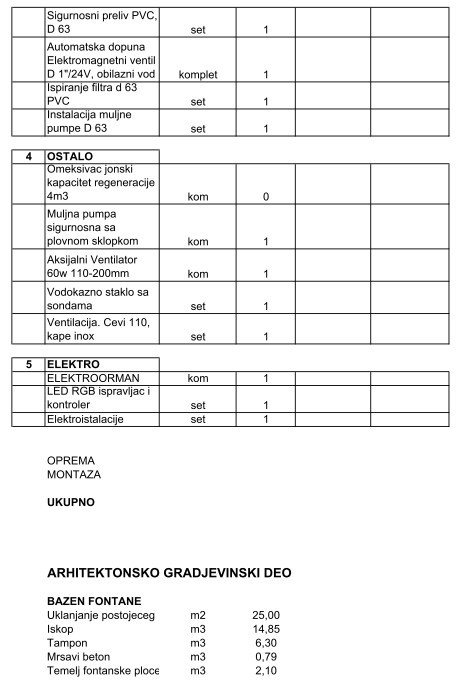 Sigurnosni preliv PVC,
D 63 set 1
Automatska dopuna
Elektromagnetni ventil
D 1"/24V, obilazni vod komplet 1
Ispiranje filtra d 63
PVC set 1
Instalacija muljne
pumpe D 63 set 1
4 OSTALO
Omeksivac jonski
kapacitet regeneracije
4m3 kom 0
Muljna pumpa
sigurnosna sa
plovnom sklopkom kom 1
Aksijalni Ventilator
60w 110-200mm kom 1
Vodokazno staklo sa
sondama set 1
Ventilacija. Cevi 110,
kape inox set 1
5 ELEKTRO
ELEKTROORMAN kom 1
LED RGB ispravljac i
kontroler set 1
Elektroistalacije set 1
OPREMA
MONTAZA
UKUPNO
ARHITEKTONSKO GRADJEVINSKI DEO
BAZEN FONTANE
Uklanjanje postojeceg m2 25,00
Iskop m3 14,85
Tampon m3 6,30
Mrsavi beton m3 0,79
Temelj fontanske ploce m3 2,10